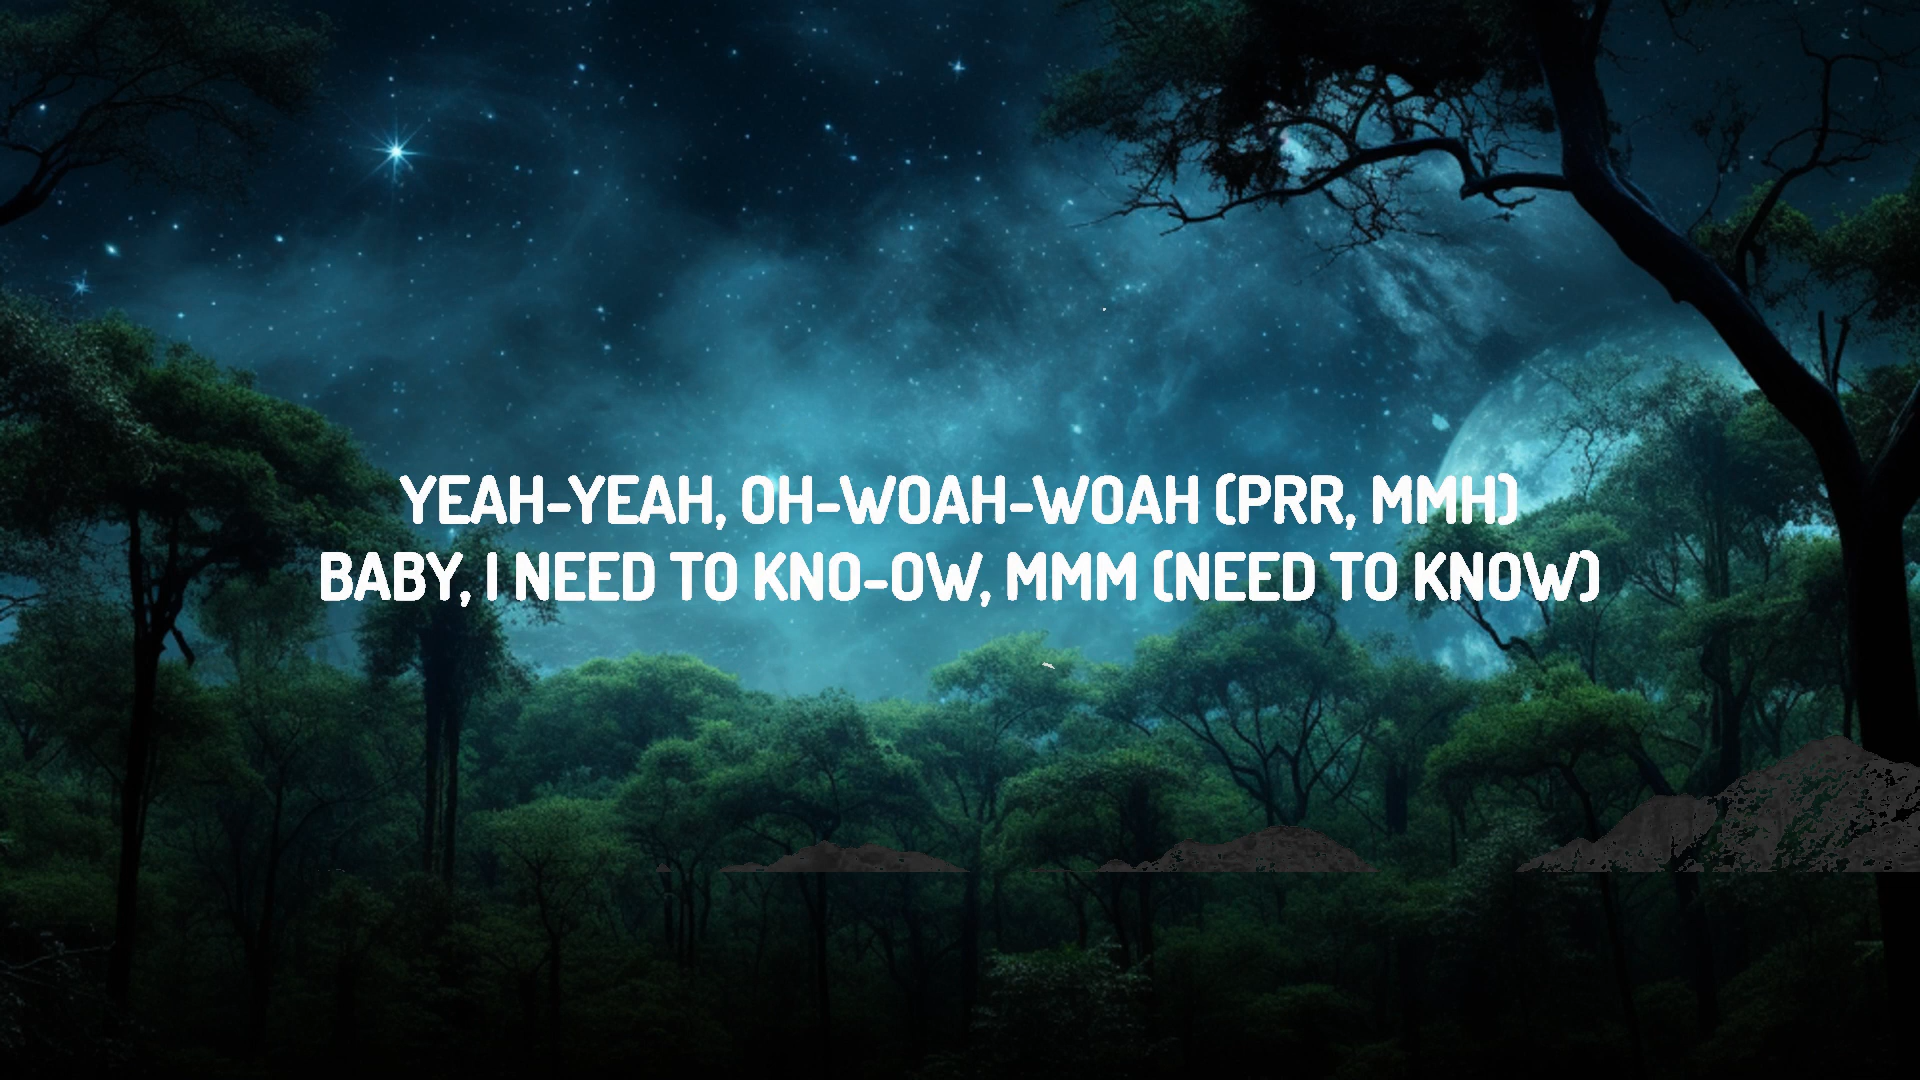 YEAH-YEAH, OH-WOAH-WOAH (PRR, MMH)
BABY, I NEED TO KNO-OW, MMM (NEED TO KNOW)